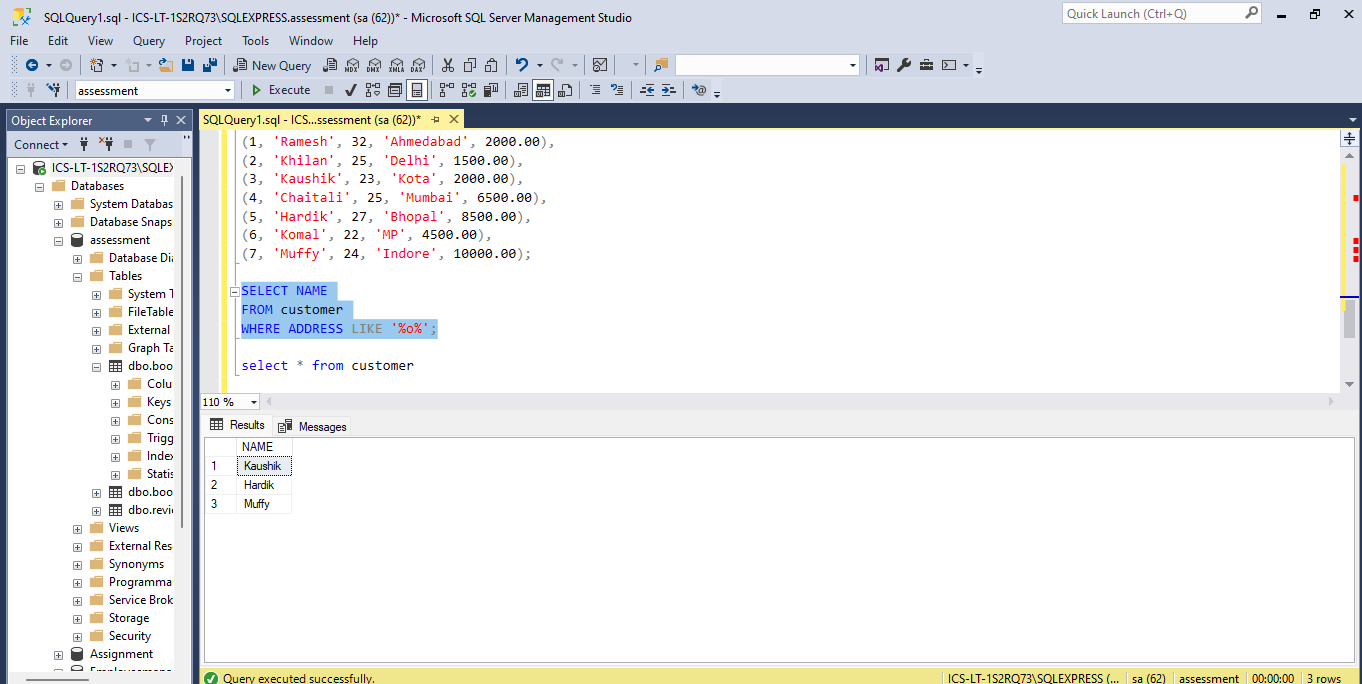 SQLQuery1.sql - ICS-LT-1S2RQ73\SQLEXPRESS.assessment (sa (62))* - Microsoft SQL Server Management Studio
Quick Launch (Ctrl+Q)
File Edit View Query Project Tools Window Help
New Query MDX DMX XMLA DAX
assessment Execute
Object Explorer
Connect
ICS-LT-1S2RQ73\SQLEX
Databases
System Databas
Database Snaps
assessment
Database Dia
Tables
System T
FileTable
External
Graph Ta
dbo.boo
Colu
Keys
Cons
Trigg
Index
Statis
dbo.boo
dbo.revie
Views
External Res
Synonyms
Programma
Service Brok
Storage
Security
Assignment
SQLQuery1.sql - ICS...ssessment (sa (62))*
(1, 'Ramesh', 32, 'Ahmedabad', 2000.00),
(2, 'Khilan', 25, 'Delhi', 1500.00),
(3, 'Kaushik', 23, 'Kota', 2000.00),
(4, 'Chaitali', 25, 'Mumbai', 6500.00),
(5, 'Hardik', 27, 'Bhopal', 8500.00),
(6, 'Komal', 22, 'MP', 4500.00),
(7, 'Muffy', 24, 'Indore', 10000.00);
SELECT NAME
FROM customer
WHERE ADDRESS LIKE '%o%';
select * from customer
110 %
Results Messages
NAME
1 Kaushik
2 Hardik
3 Muffy
Query executed successfully. ICS-LT-1S2RQ73\SQLEXPRESS (... sa (62) assessment 00:00:00 3 rows